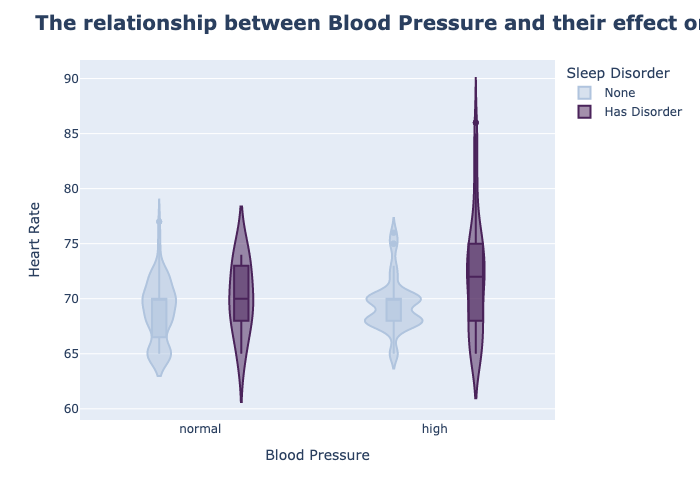 The relationship between Blood Pressure and their effect
Sleep Disorder
None
Has Disorder
Heart Rate
90
85
80
75
70
65
60
normal
high
Blood Pressure